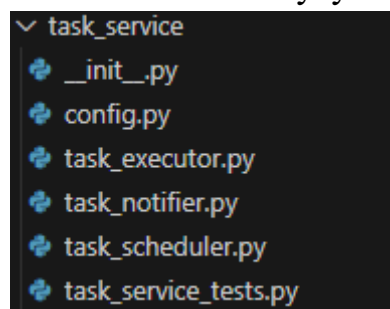 task_service
__init__.py
config.py
task_executor.py
task_notifier.py
task_scheduler.py
task_service_tests.py